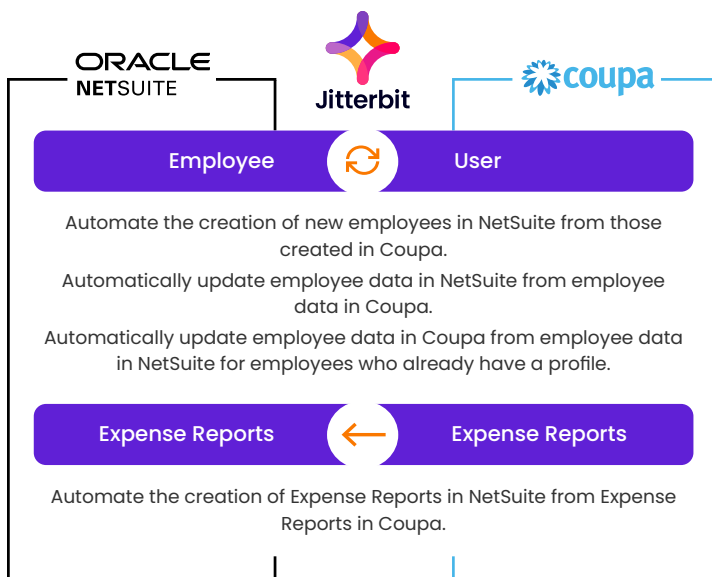 ORACLE
NETSUITE
Jitterbit
coupa
Employee
User
Automate the creation of new employees in NetSuite from those
created in Coupa.
Automatically update employee data in NetSuite from employee
data in Coupa.
Automatically update employee data in Coupa from employee data
in NetSuite for employees who already have a profile.
Expense Reports
Expense Reports
Automate the creation of Expense Reports in NetSuite from Expense
Reports in Coupa.